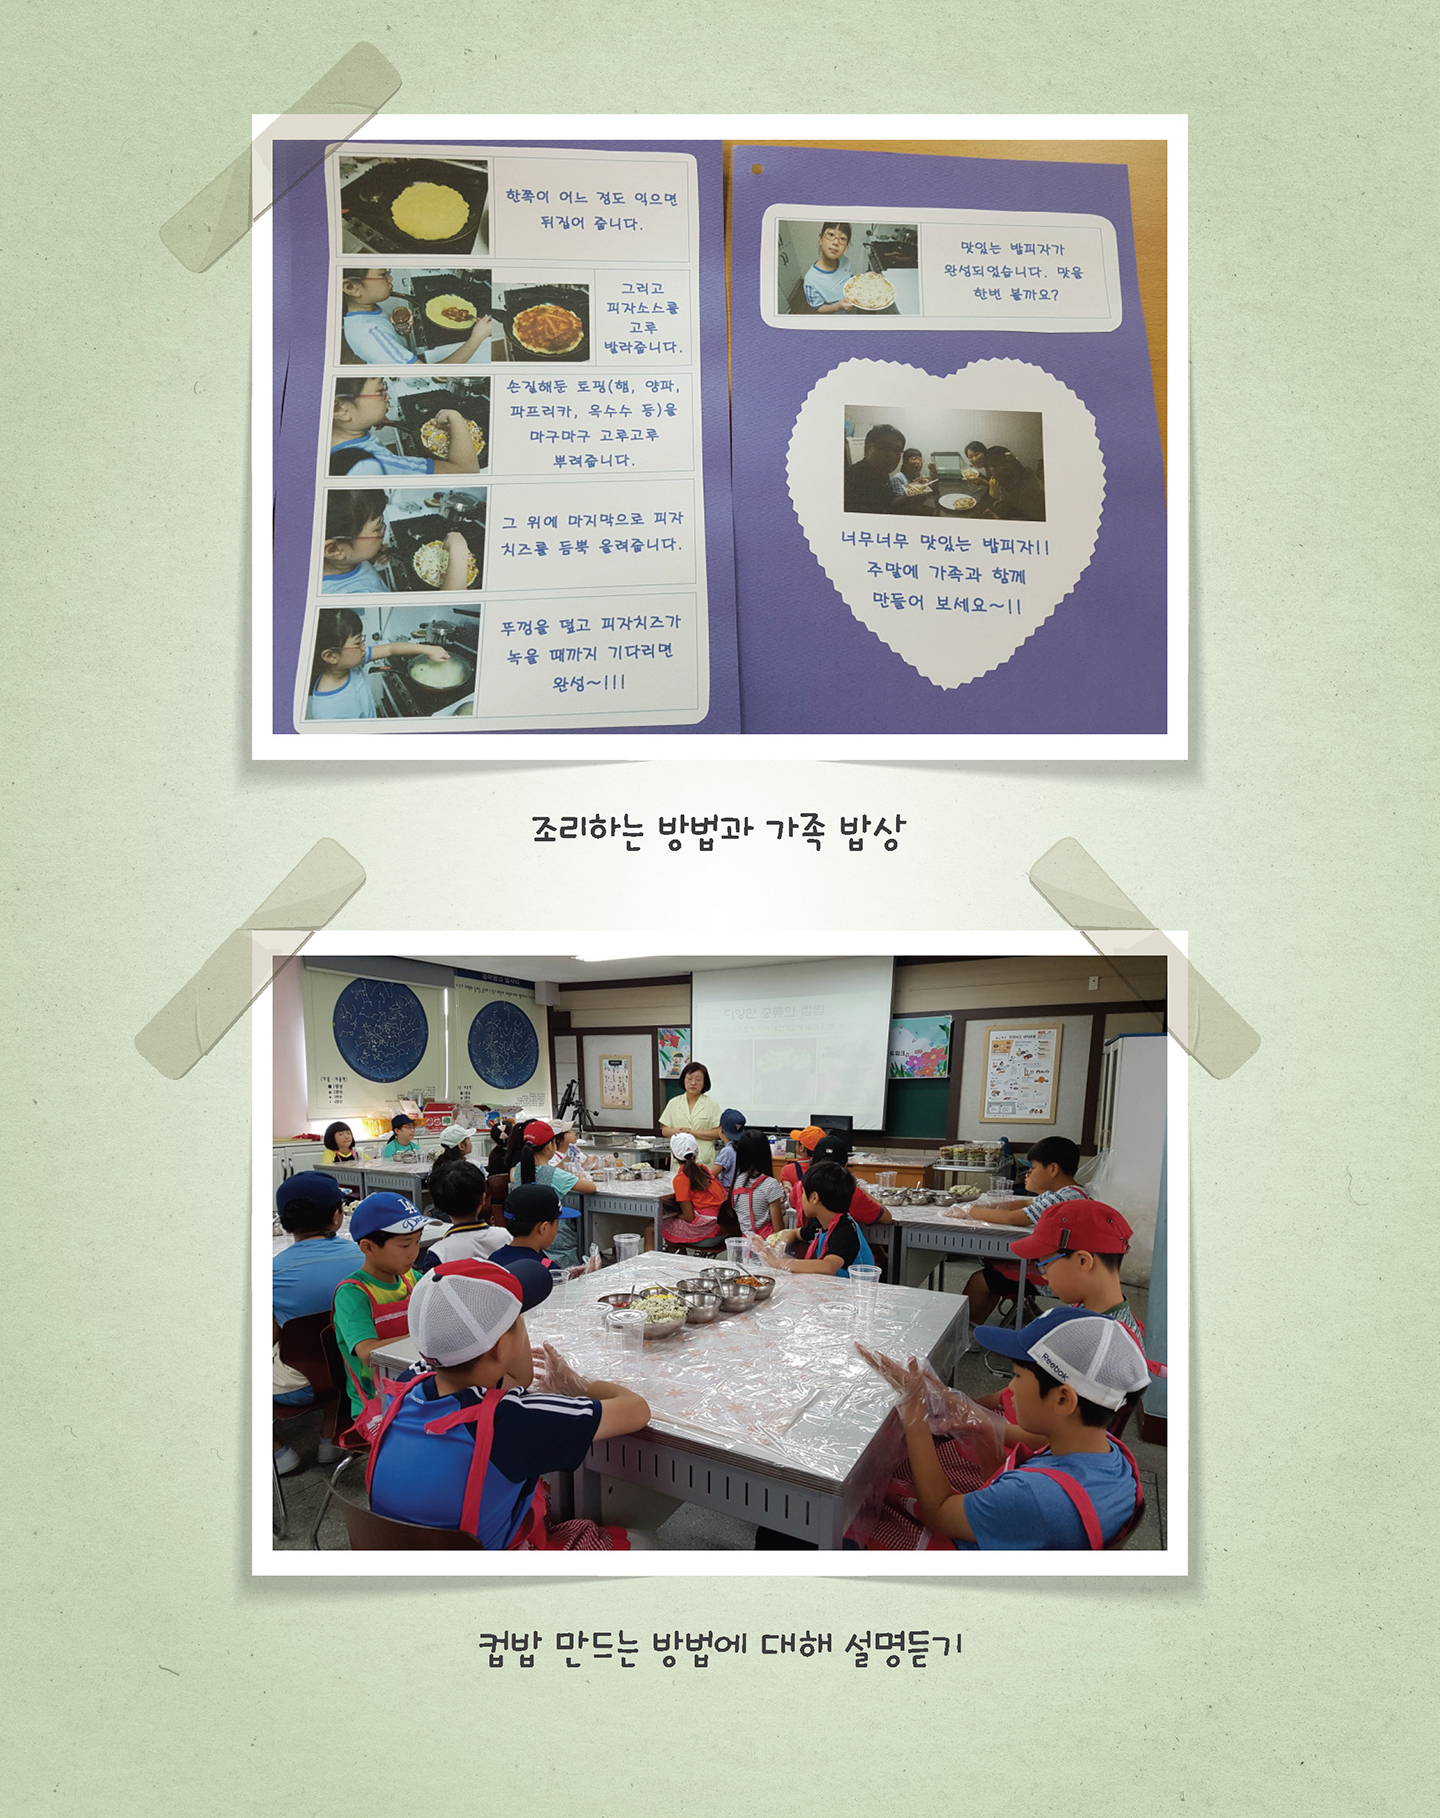 한쪽이 어느 정도 익으면
뒤집어 줍니다.
그리고
피자소스를
고루
발라줍니다.
손질해둔 토핑(햄, 양파,
파프리카, 옥수수 등)을
마구마구 고루고루
뿌려줍니다.
그 위에 마지막으로 피자
치즈를 듬뿍 올려줍니다.
뚜껑을 덮고 피자치즈가
녹을 때까지 기다리면
완성~!!!
맛있는 밥피자가
완성되었습니다. 맛을
한번 볼까요?
너무너무 맛있는 밥피자!!
주말에 가족과 함께
만들어 보세요~!!
조리하는 방법과 가족 밥상
LA
Reebok
컵밥 만드는 방법에 대해 설명듣기